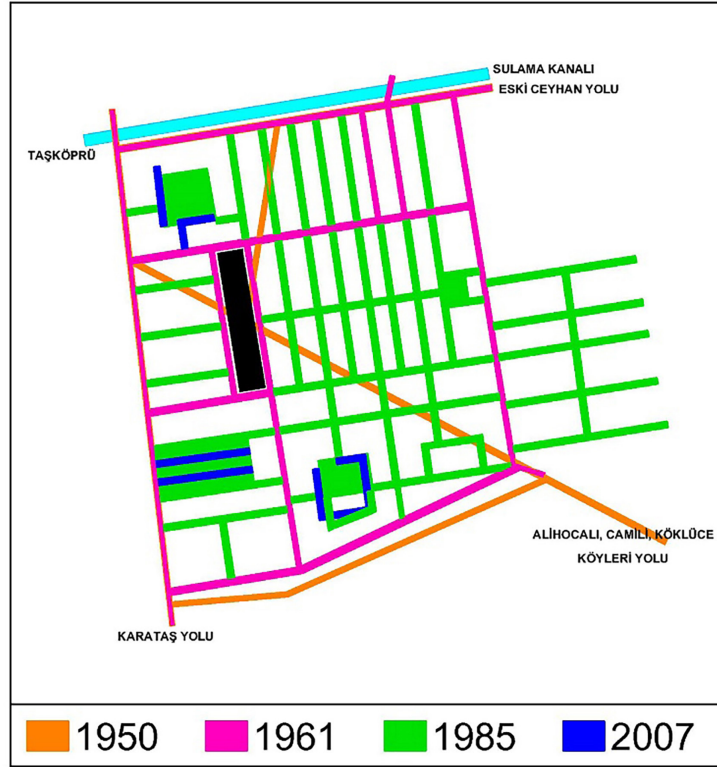 SULAMA KANALI
ESKİ CEYHAN YOLU
TAŞKÖPRÜ
ALİHOCALI, CAMİLİ, KÖKLÜCE
KÖYLERİ YOLU
KARATAŞ YOLU
1950 1961 1985 2007